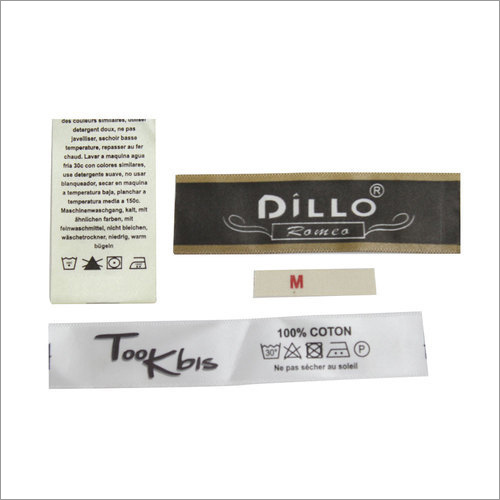 des couleurs similaires, utiliser
detergent doux, ne pas
javelliser, sechoir basse
temperature, repasser au fer
chaud. Lavar a maquina agua
fria 30c con colores similares,
use detergente suave, no usar
blanqueador, secar en maquina
a temperatura baja, planchar a
temperatura media a 150c.
Maschinenwaschgang, kalt, mit
ähnlichen farben, mit
feinwaschmittel, nicht bleichen,
wäschetrockner, niedrig, warm
bügeln
DiLLO®
Romeo
M
TooKbis
100% COTON
30° P
Ne pas sécher au soleil